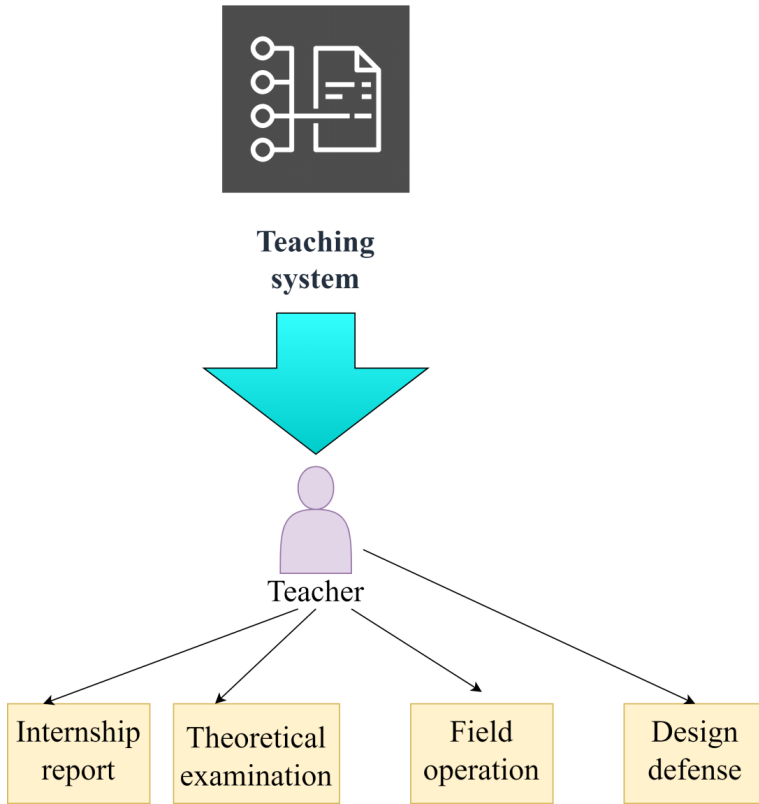 Teaching
system
Teacher
Internship
report
Theoretical
examination
Field
operation
Design
defense